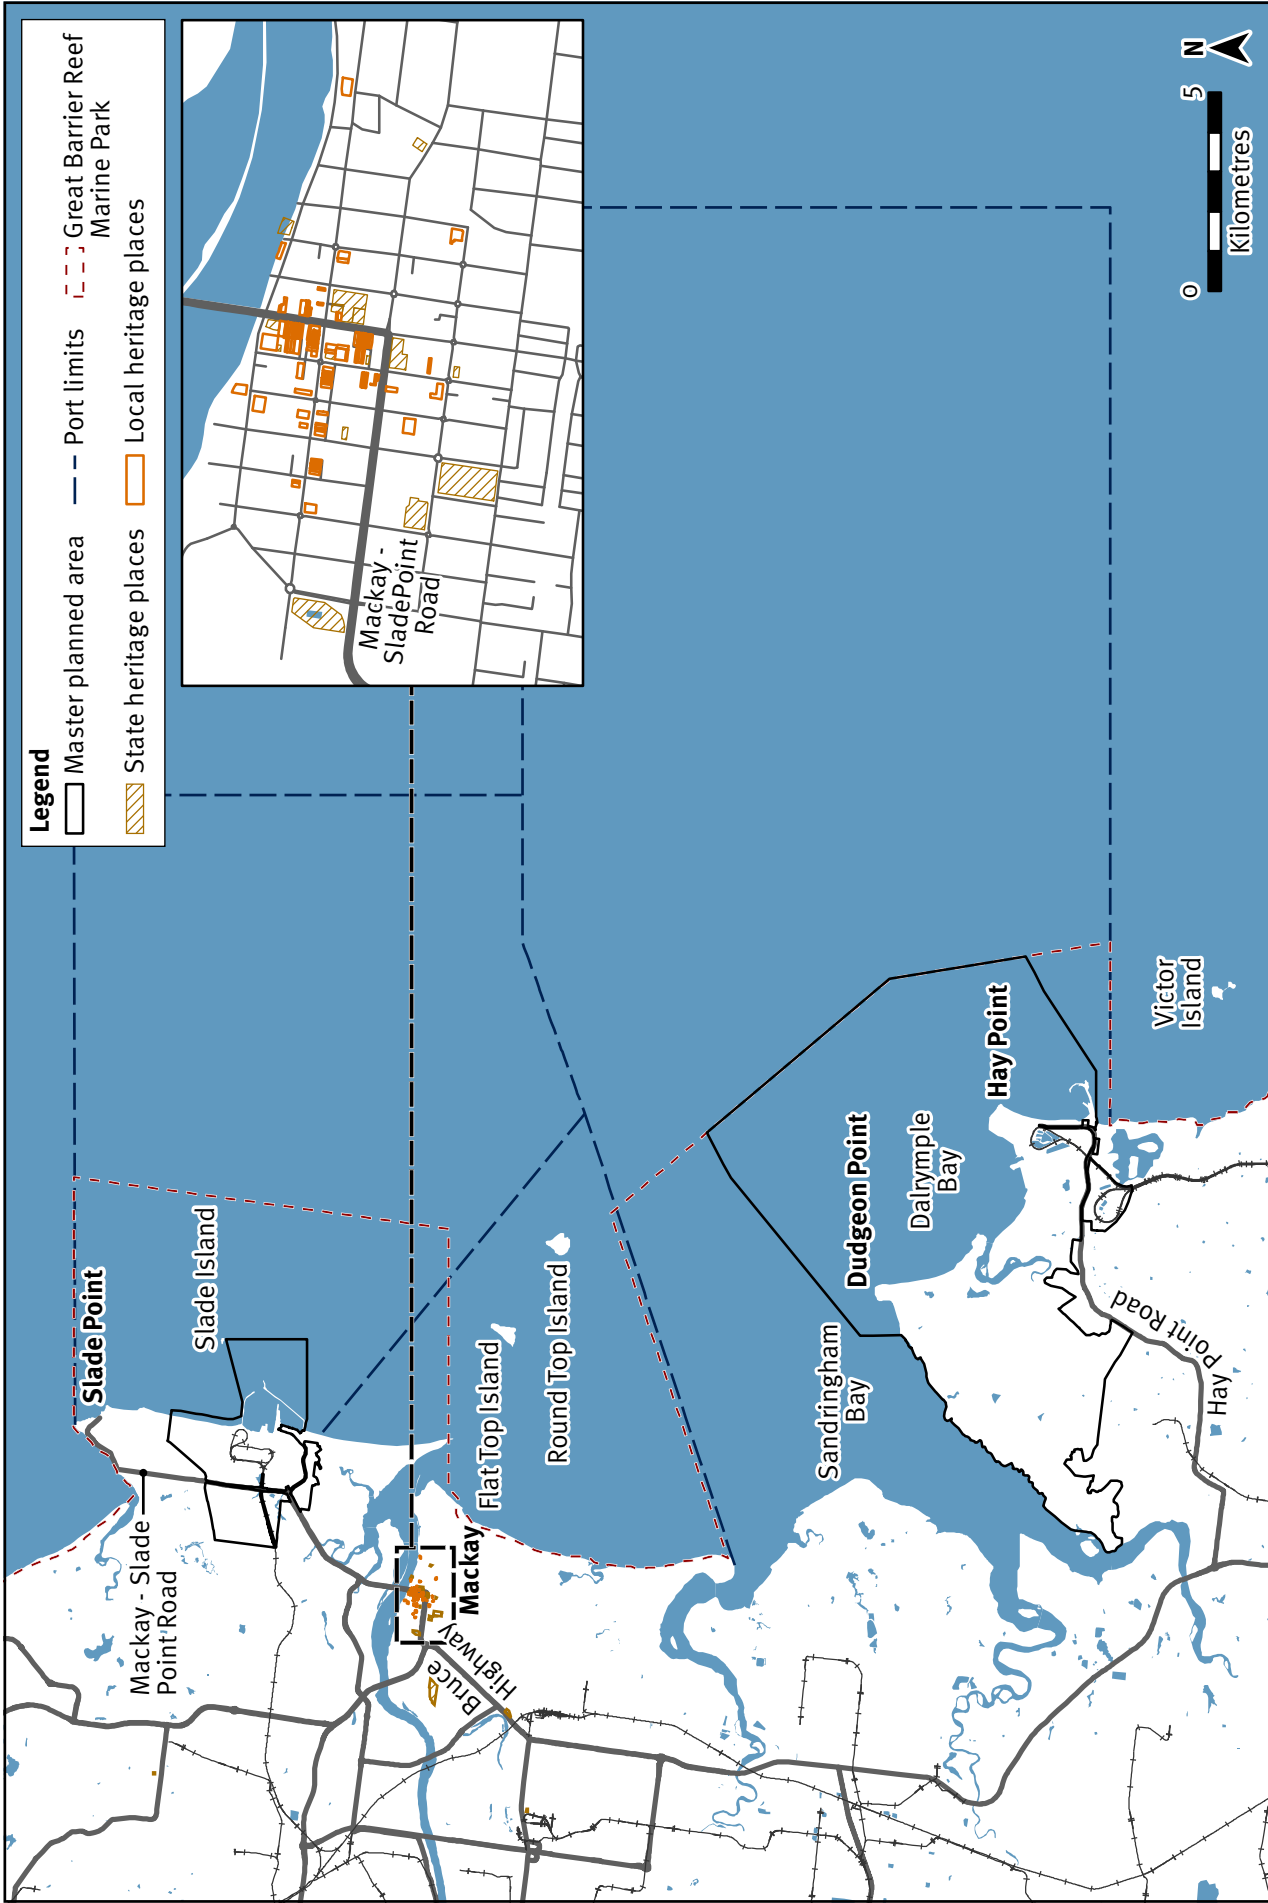 Legend
Master planned area
Port limits
Great Barrier Reef
Marine Park
State heritage places
Local heritage places
Mackay -
SladePoint
Road
N
0
5
Kilometres
Slade Point
Slade Island
Mackay - Slade
Point Road
Mackay
Bruce
Highway
Flat Top Island
Round Top Island
Sandringham
Bay
Dudgeon Point
Dalrymple
Bay
Hay Point
Victor
Island
Hay Point Road